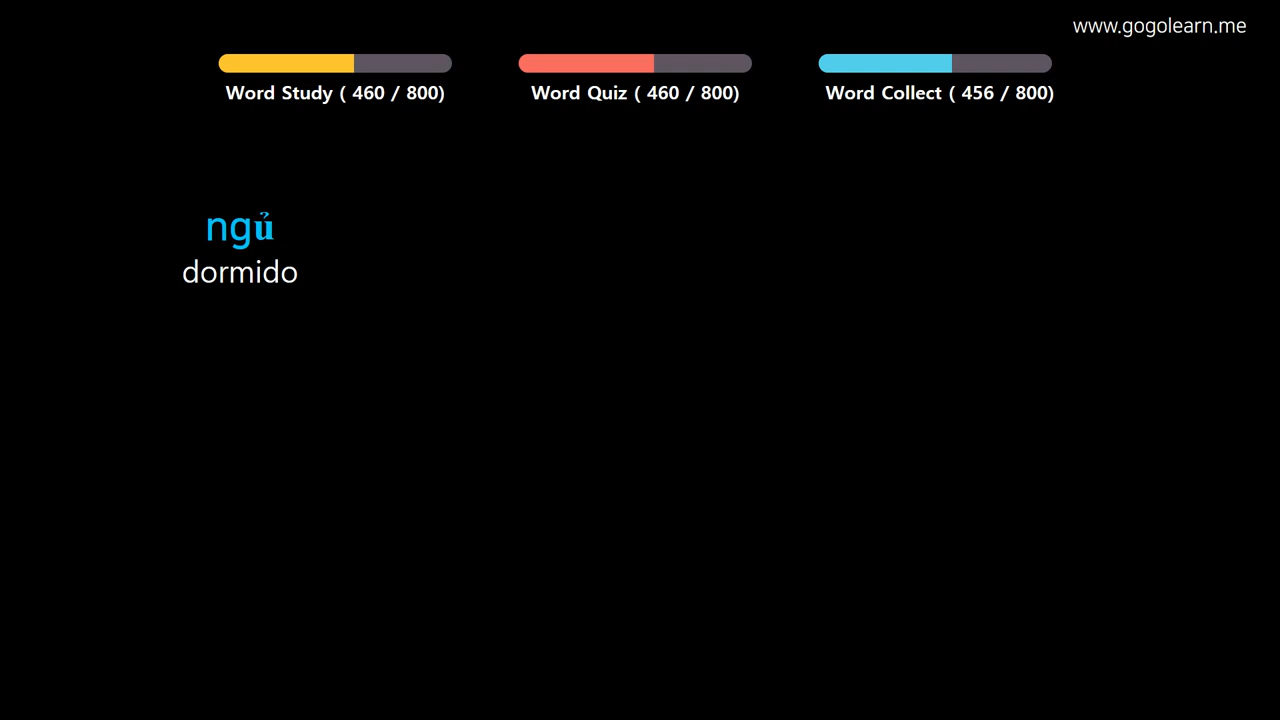 www.gogolearn.me
Word Study ( 460 / 800)
Word Quiz ( 460 / 800)
Word Collect ( 456 / 800)
ngủ
dormido